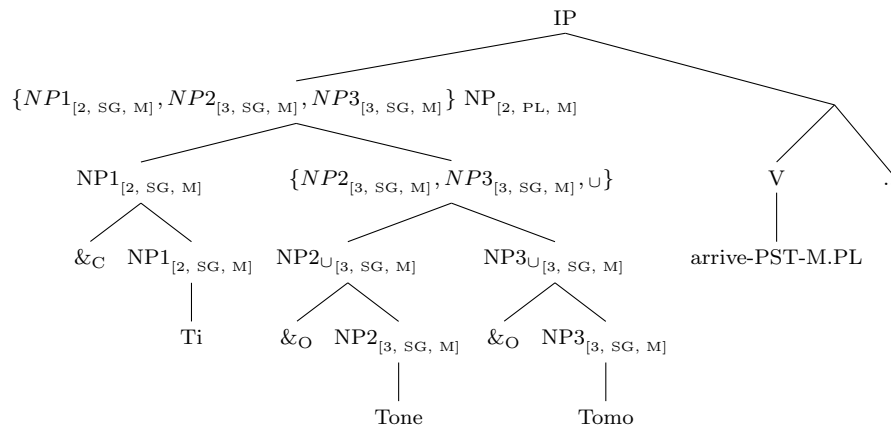 IP
{NP1[2, SG, M], NP2[3, SG, M], NP3[3, SG, M]} NP[2, PL, M]
NP1[2, SG, M] {NP2[3, SG, M], NP3[3, SG, M], ∪} V .
&C NP1[2, SG, M] NP2∪[3, SG, M] NP3∪[3, SG, M] arrive-PST-M.PL
Ti &O NP2[3, SG, M] &O NP3[3, SG, M]
Tone Tomo